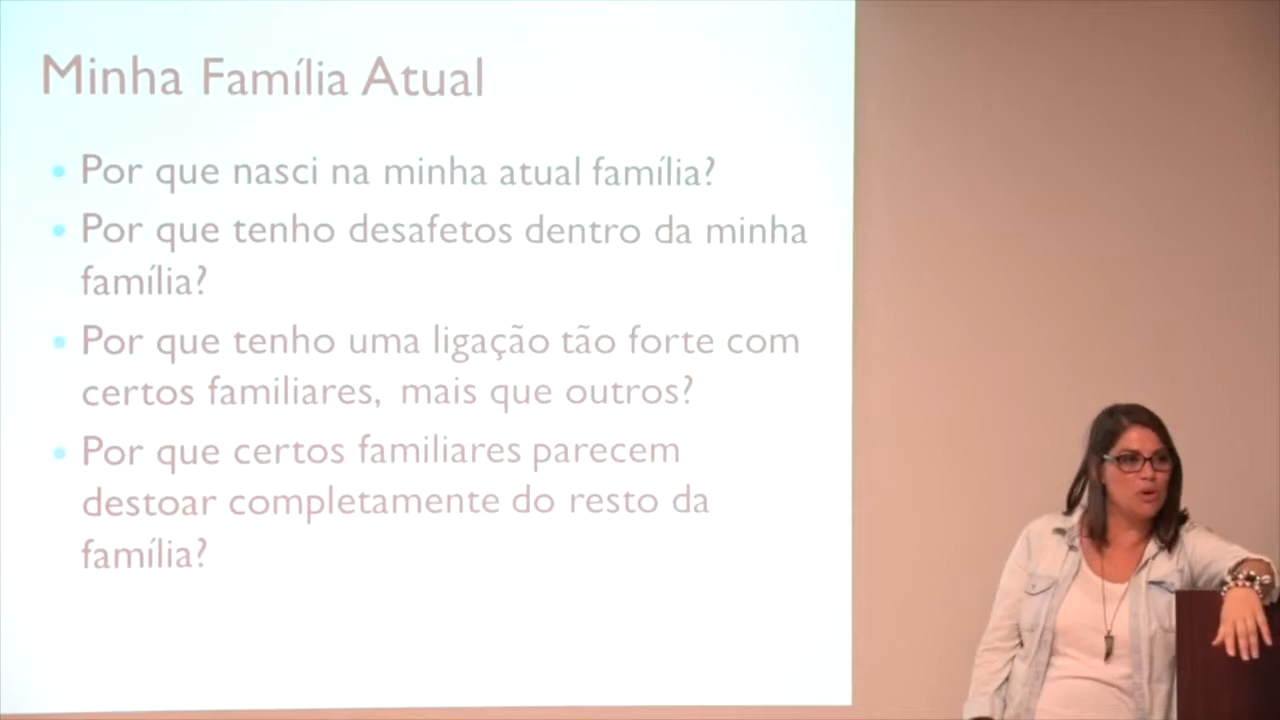 Minha Família Atual
• Por que nasci na minha atual família?
• Por que tenho desafetos dentro da minha
família?
• Por que tenho uma ligação tão forte com
certos familiares, mais que outros?
• Por que certos familiares parecem
destoar completamente do resto da
família?